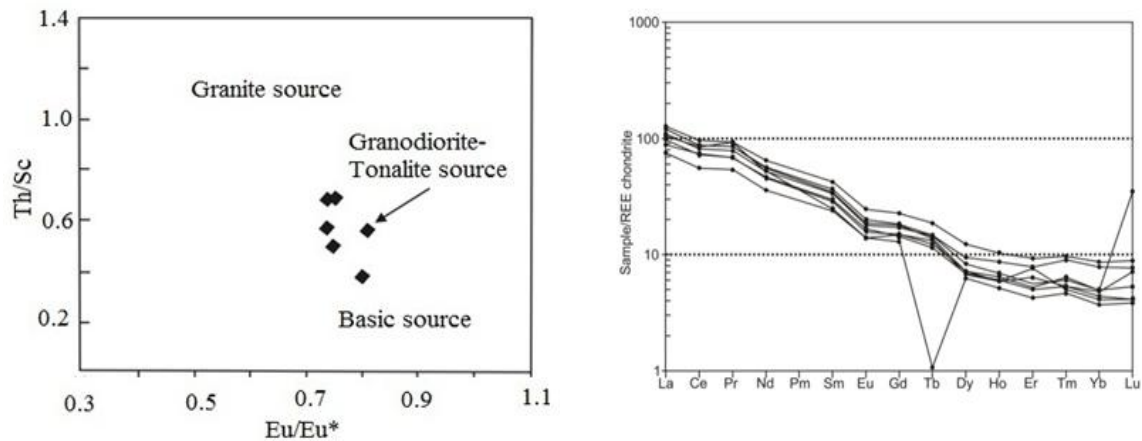 1.4
1.0
0.6
0.2
Th/Sc
Granite source
Granodiorite-
Tonalite source
Basic source
0.3
0.5
0.7
0.9
1.1
Eu/Eu*
1000
100
10
1
Sample/REE chondrite
La Ce Pr Nd Pm Sm Eu Gd Tb Dy Ho Er Tm Yb Lu